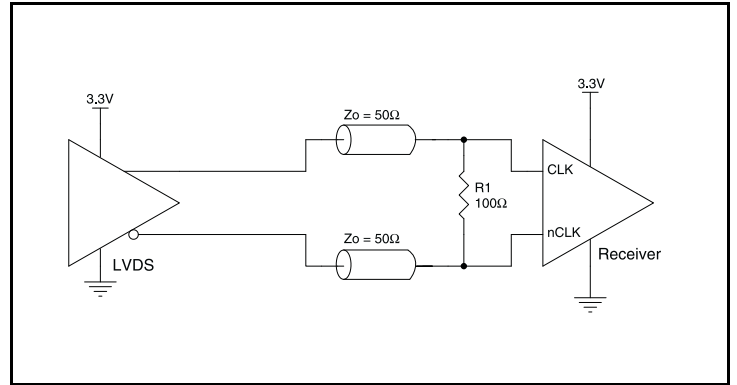 3.3V
3.3V
Zo = 50Ω
CLK
R1
100Ω
nCLK
Zo = 50Ω
LVDS
Receiver